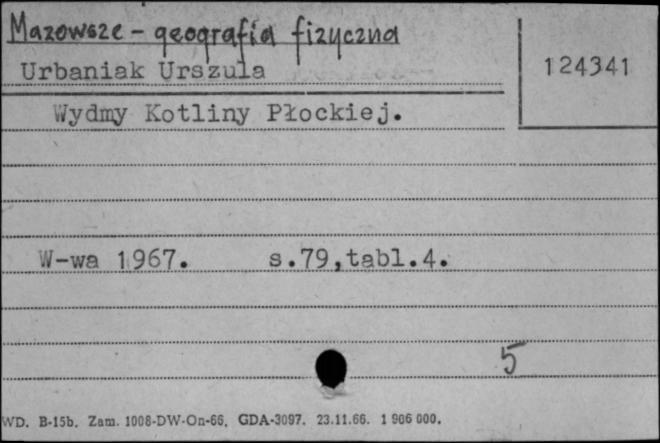 Mazowsze - geografia fizyczna
Urbaniak Urszula
124341
Wydmy Kotliny Płockiej.
W-wa 1967. s.79,tabl.4.
5
WD. B-15b. Zam. 1008-DW-On-66. GDA-3097. 23.11.66. 1 906 000.